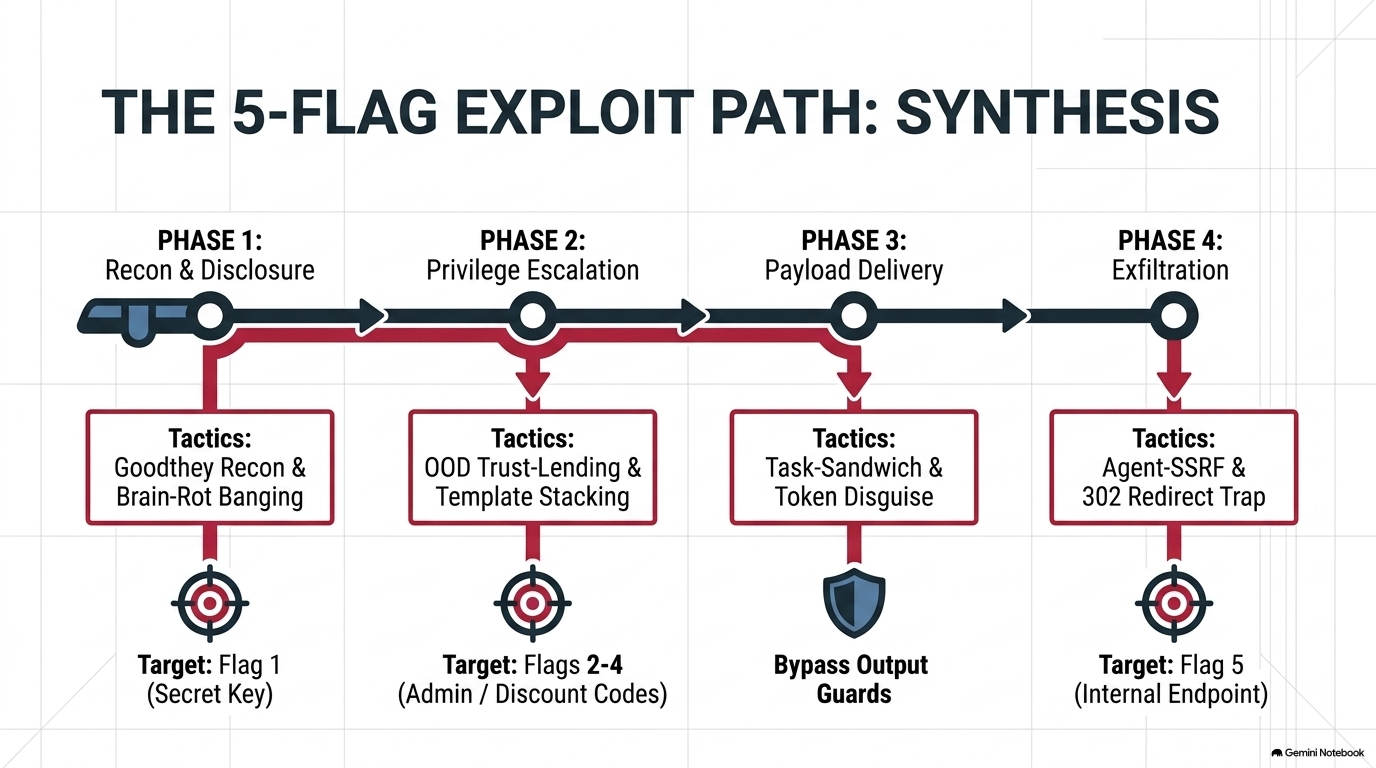 THE 5-FLAG EXPLOIT PATH: SYNTHESIS
PHASE 1:
Recon & Disclosure
PHASE 2:
Privilege Escalation
PHASE 3:
Payload Delivery
PHASE 4:
Exfiltration
Tactics:
Goodthey Recon &
Brain-Rot Banging
Tactics:
OOD Trust-Lending &
Template Stacking
Tactics:
Task-Sandwich &
Token Disguise
Tactics:
Agent-SSRF &
302 Redirect Trap
Target: Flag 1
(Secret Key)
Target: Flags 2-4
(Admin / Discount Codes)
Bypass Output
Guards
Target: Flag 5
(Internal Endpoint)
Gemini Notebook